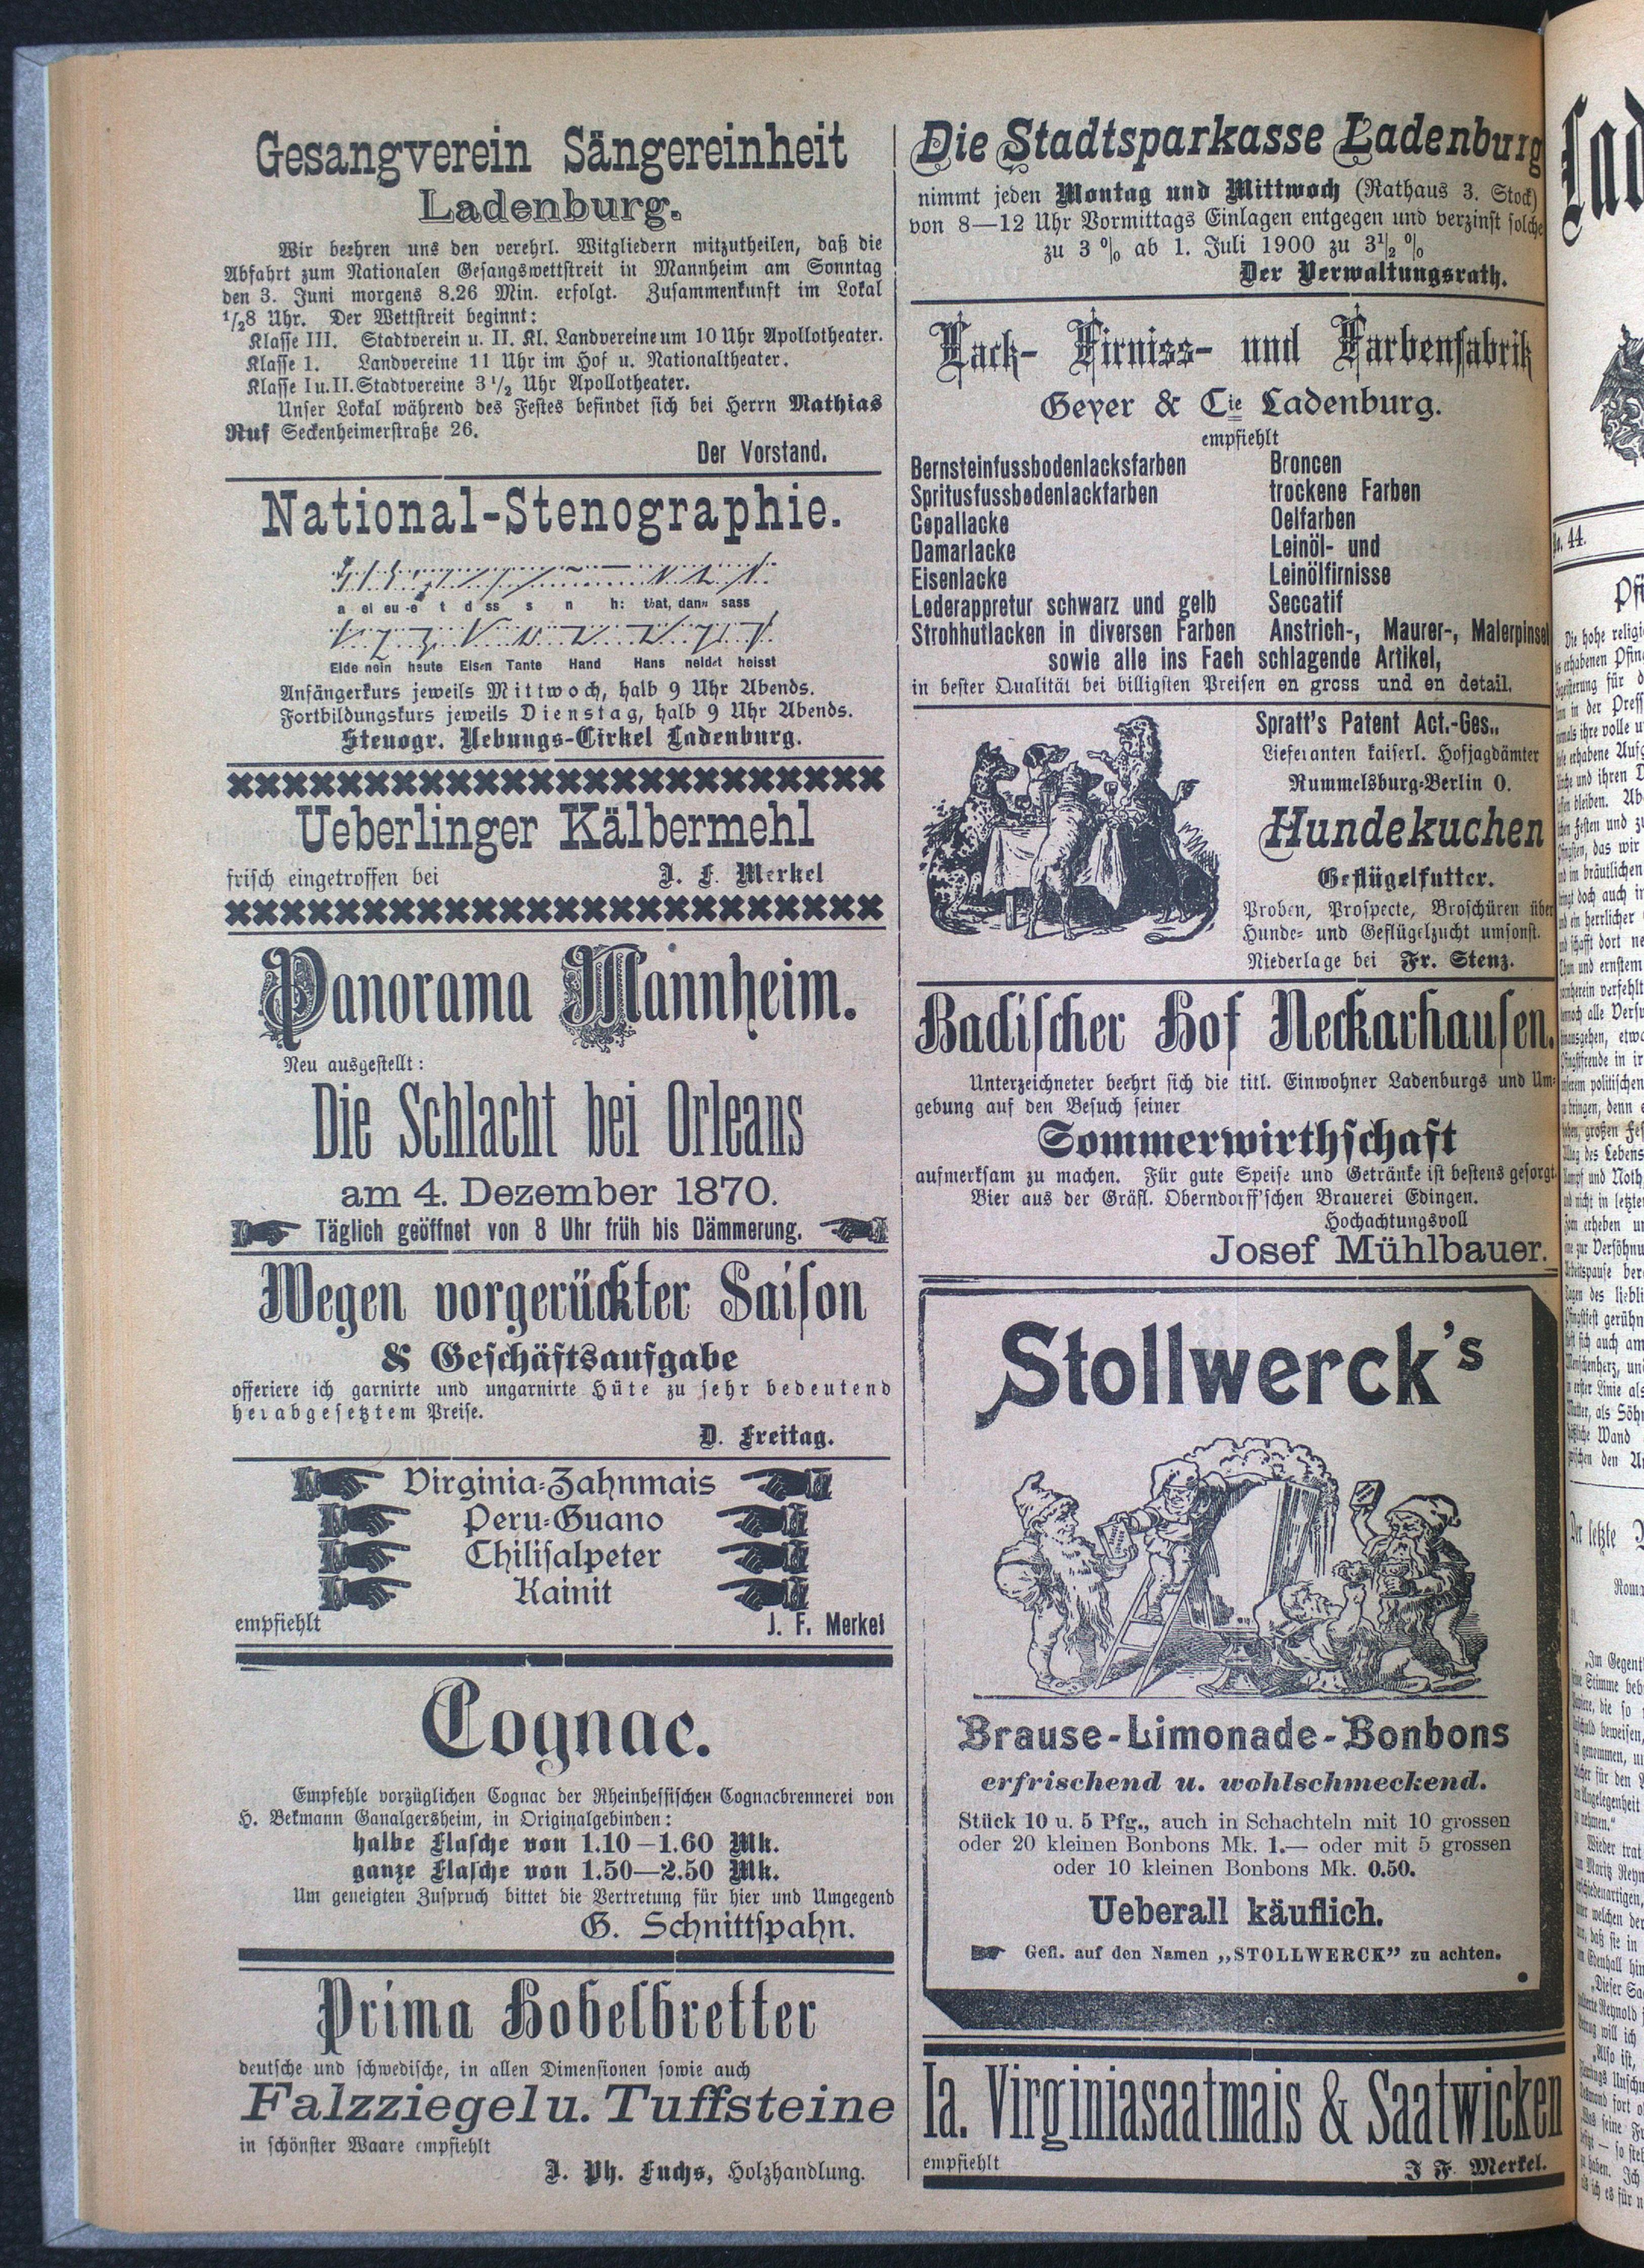 Gesangverein Sängereinheit
Ladenburg.
Wir beehren uns den verehrl. Mitgliedern mitzutheilen, daß die
Abfahrt zum Nationalen Gesangswettstreit in Mannheim am Sonntag
den 3. Juni morgens 8.26 Min. erfolgt. Zusammenkunft im Lokal
1/28 Uhr. Der Wettstreit beginnt:
Klasse III. Stadtverein u. II. Kl. Landvereine um 10 Uhr Apollotheater.
Klasse 1. Landvereine 11 Uhr im Hof u. Nationaltheater.
Klasse I u. II. Stadtvereine 3 1/2 Uhr Apollotheater.
Unser Lokal während des Festes befindet sich bei Herrn Mathias
Ruf Seckenheimerstraße 26.
Der Vorstand.
National-Stenographie.
a ei eu -e t d ss s n h: that, dann sass
Eide nein heute Eisen Tante Hand Hans neidet heisst
Anfängerkurs jeweils Mittwoch, halb 9 Uhr Abends.
Fortbildungskurs jeweils Dienstag, halb 9 Uhr Abends.
Stenogr. Uebungs-Cirkel Ladenburg.
Ueberlinger Kälbermehl
frisch eingetroffen bei J. F. Merkel
Panorama Mannheim.
Neu ausgestellt:
Die Schlacht bei Orleans
am 4. Dezember 1870.
Täglich geöffnet von 8 Uhr früh bis Dämmerung.
Wegen vorgerückter Saison
& Geschäftsaufgabe
offeriere ich garnirte und ungarnirte Hüte zu sehr bedeutend
herabgesetztem Preise.
D. Freitag.
Virginia-Zahnmais
Peru-Guano
Chilisalpeter
Kainit
empfiehlt J. F. Merkel
Cognac.
Empfehle vorzüglichen Cognac der Rheinhessischen Cognacbrennerei von
H. Bekmann Ganalgersheim, in Originalgebinden:
halbe Flasche von 1.10—1.60 Mk.
ganze Flasche von 1.50—2.50 Mk.
Um geneigten Zuspruch bittet die Vertretung für hier und Umgegend
G. Schnittspahn.
Prima Hobelbretter
deutsche und schwedische, in allen Dimensionen sowie auch
Falzziegel u. Tuffsteine
in schönster Waare empfiehlt
J. Ph. Fuchs, Holzhandlung.
Die Stadtsparkasse Ladenburg
nimmt jeden Montag und Mittwoch (Rathaus 3. Stock)
von 8—12 Uhr Vormittags Einlagen entgegen und verzinst solche
zu 3 % ab 1. Juli 1900 zu 3 1/2 %
Der Verwaltungsrath.
Lack- Firniss- und Farbenfabrik
Geyer & Cie Ladenburg.
empfiehlt
Bernsteinfussbodenlacksfarben Broncen
Spritusfussbodenlackfarben trockene Farben
Copallacke Oelfarben
Damarlacke Leinöl- und
Eisenlacke Leinölfirnisse
Lederappretur schwarz und gelb Seccatif
Strohhutlacken in diversen Farben Anstrich-, Maurer-, Malerpinsel
sowie alle ins Fach schlagende Artikel,
in bester Qualität bei billigsten Preisen en gross und en detail.
Spratt's Patent Act.-Ges.,
Lieferanten kaiserl. Hofjagdämter
Rummelsburg-Berlin O.
Hundekuchen
Geflügelfutter.
Proben, Prospecte, Broschüren über
Hunde- und Geflügelzucht umsonst.
Niederlage bei Fr. Stenz.
Badischer Hof Neckarhausen.
Unterzeichneter beehrt sich die titl. Einwohner Ladenburgs und Um-
gebung auf den Besuch seiner
Sommerwirthschaft
aufmerksam zu machen. Für gute Speise und Getränke ist bestens gesorgt.
Bier aus der Gräfl. Oberndorff'schen Brauerei Edingen.
Hochachtungsvoll
Josef Mühlbauer.
Stollwerck's
Brause-Limonade-Bonbons
erfrischend u. wohlschmeckend.
Stück 10 u. 5 Pfg., auch in Schachteln mit 10 grossen
oder 20 kleinen Bonbons Mk. 1.— oder mit 5 grossen
oder 10 kleinen Bonbons Mk. 0.50.
Ueberall käuflich.
Gefl. auf den Namen „STOLLWERCK” zu achten.
Ia. Virginiasaatmais & Saatwicken
empfiehlt J F. Merkel.